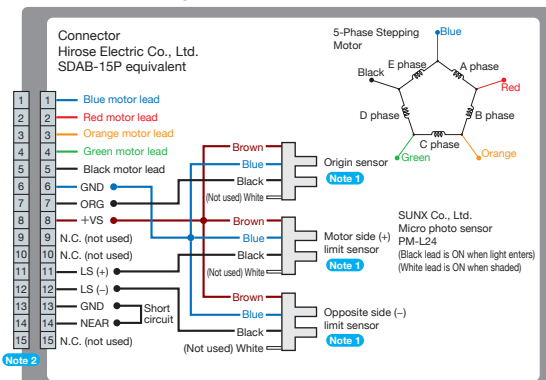 Connector
Hirose Electric Co., Ltd.
SDAB-15P equivalent
5-Phase Stepping
Motor
Blue
E phase
A phase
Black
Red
D phase
B phase
C phase
Green
Orange
1 1 Blue motor lead
2 2 Red motor lead
3 3 Orange motor lead
4 4 Green motor lead
5 5 Black motor lead
6 6 GND
7 7 ORG
8 8 +VS
9 9 N.C. (not used)
10 10 N.C. (not used)
11 11 LS (+)
12 12 LS (−)
13 13 GND
14 14 NEAR
Short
circuit
15 15 N.C. (not used)
Note 2
Brown
Blue
Black
(Not used) White
Origin sensor
Note 1
Brown
Blue
Black
(Not used) White
Motor side (+)
limit sensor
Note 1
Brown
Blue
Black
(Not used) White
Opposite side (−)
limit sensor
Note 1
SUNX Co., Ltd.
Micro photo sensor
PM-L24
(Black lead is ON when light enters)
(White lead is ON when shaded)